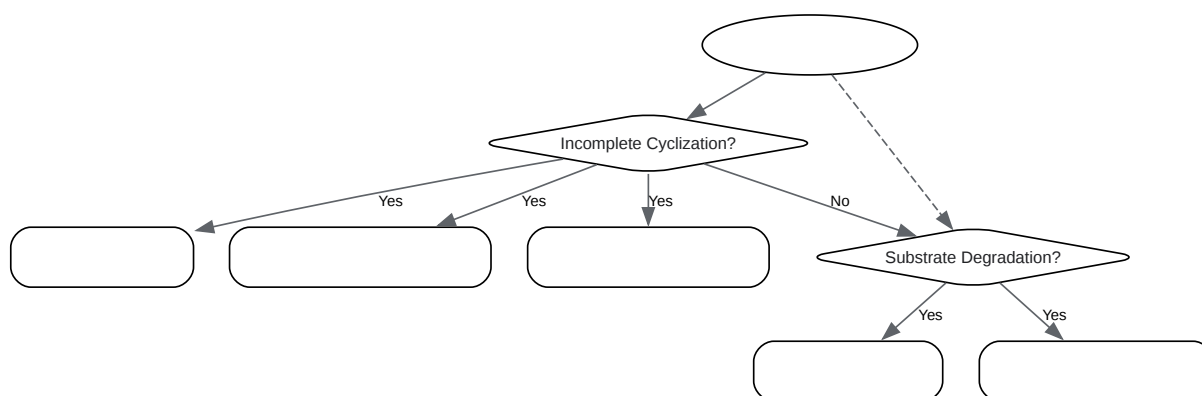 Incomplete Cyclization?
Yes
Yes
Yes
No
Substrate Degradation?
Yes
Yes